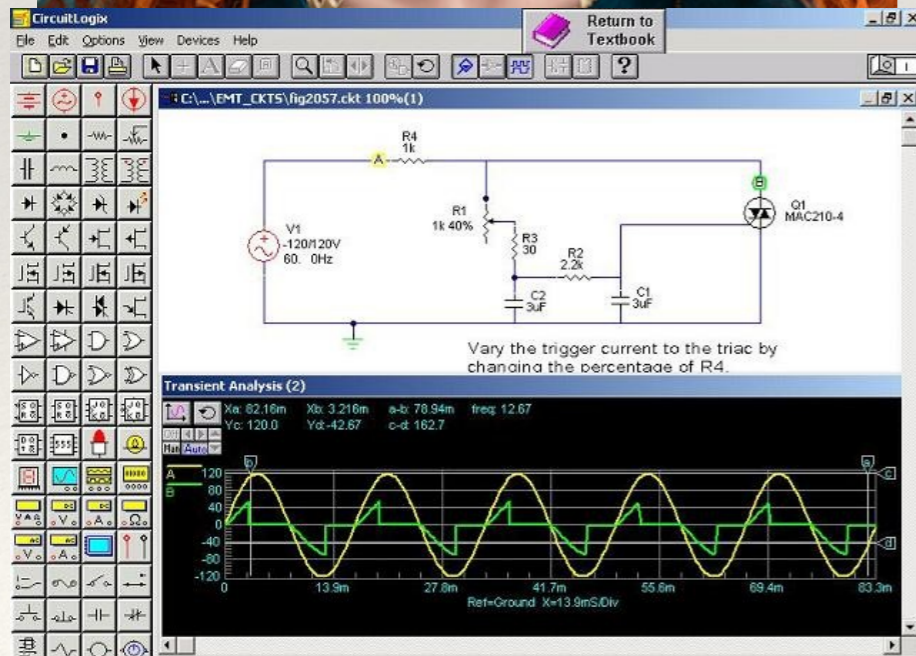 CircuitLogix
Return to
Textbook
File Edit Options View Devices Help
C:\...\EMT_CKTS\fig2057.ckt 100%(1)
R4
1k
A
B
R1
1k 40%
V1
-120/120V
60. 0Hz
R3
30
R2
2.2k
Q1
MAC210-4
C2
3uF
C1
3uF
Vary the trigger current to the triac by
changing the percentage of R4.
Transient Analysis (2)
Xa: 82.16m Xb: 3.216m a-b: 78.94m freq: 12.67
Yc: 120.0 Yd:-42.67 c-d: 162.7
Man Auto
A
B
b
a
c
d
120
80
40
0
-40
-80
-120
0 13.9m 27.8m 41.7m 55.6m 69.4m 83.3m
Ref=Ground X=13.9mS/Div